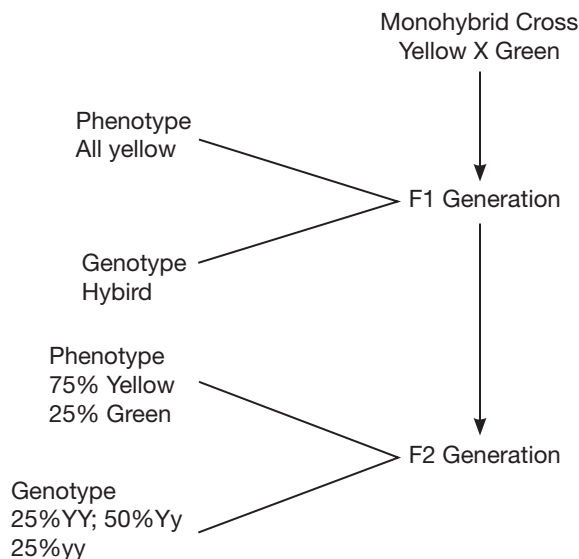 Monohybrid Cross
Yellow X Green
Phenotype
All yellow
F1 Generation
Genotype
Hybird
Phenotype
75% Yellow
25% Green
F2 Generation
Genotype
25%YY; 50%Yy
25%yy